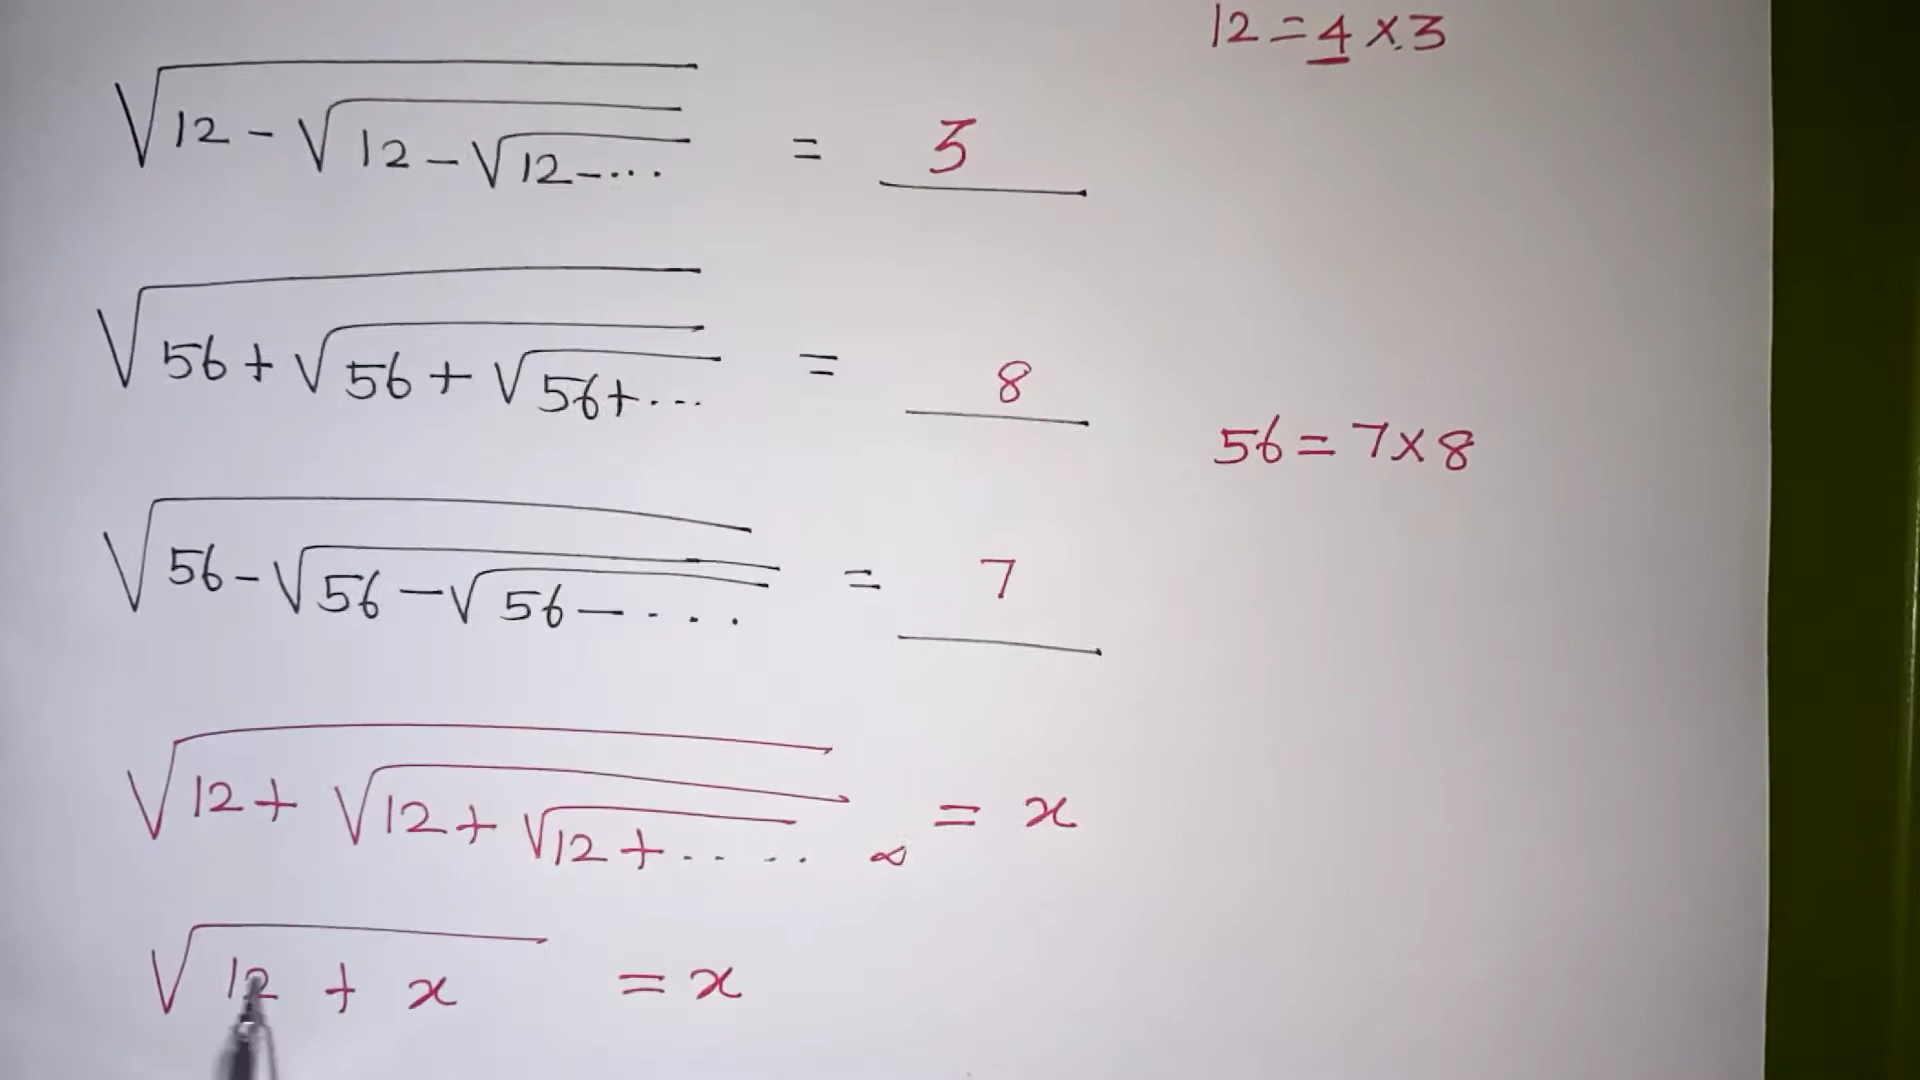 12 = 4 × 3
√(12 - √(12 - √(12 - ...))) = 3
√(56 + √(56 + √(56 + ...))) = 8
56 = 7 × 8
√(56 - √(56 - √(56 - ....))) = 7
√(12 + √(12 + √(12 + ..... ∞))) = x
√(12 + x) = x